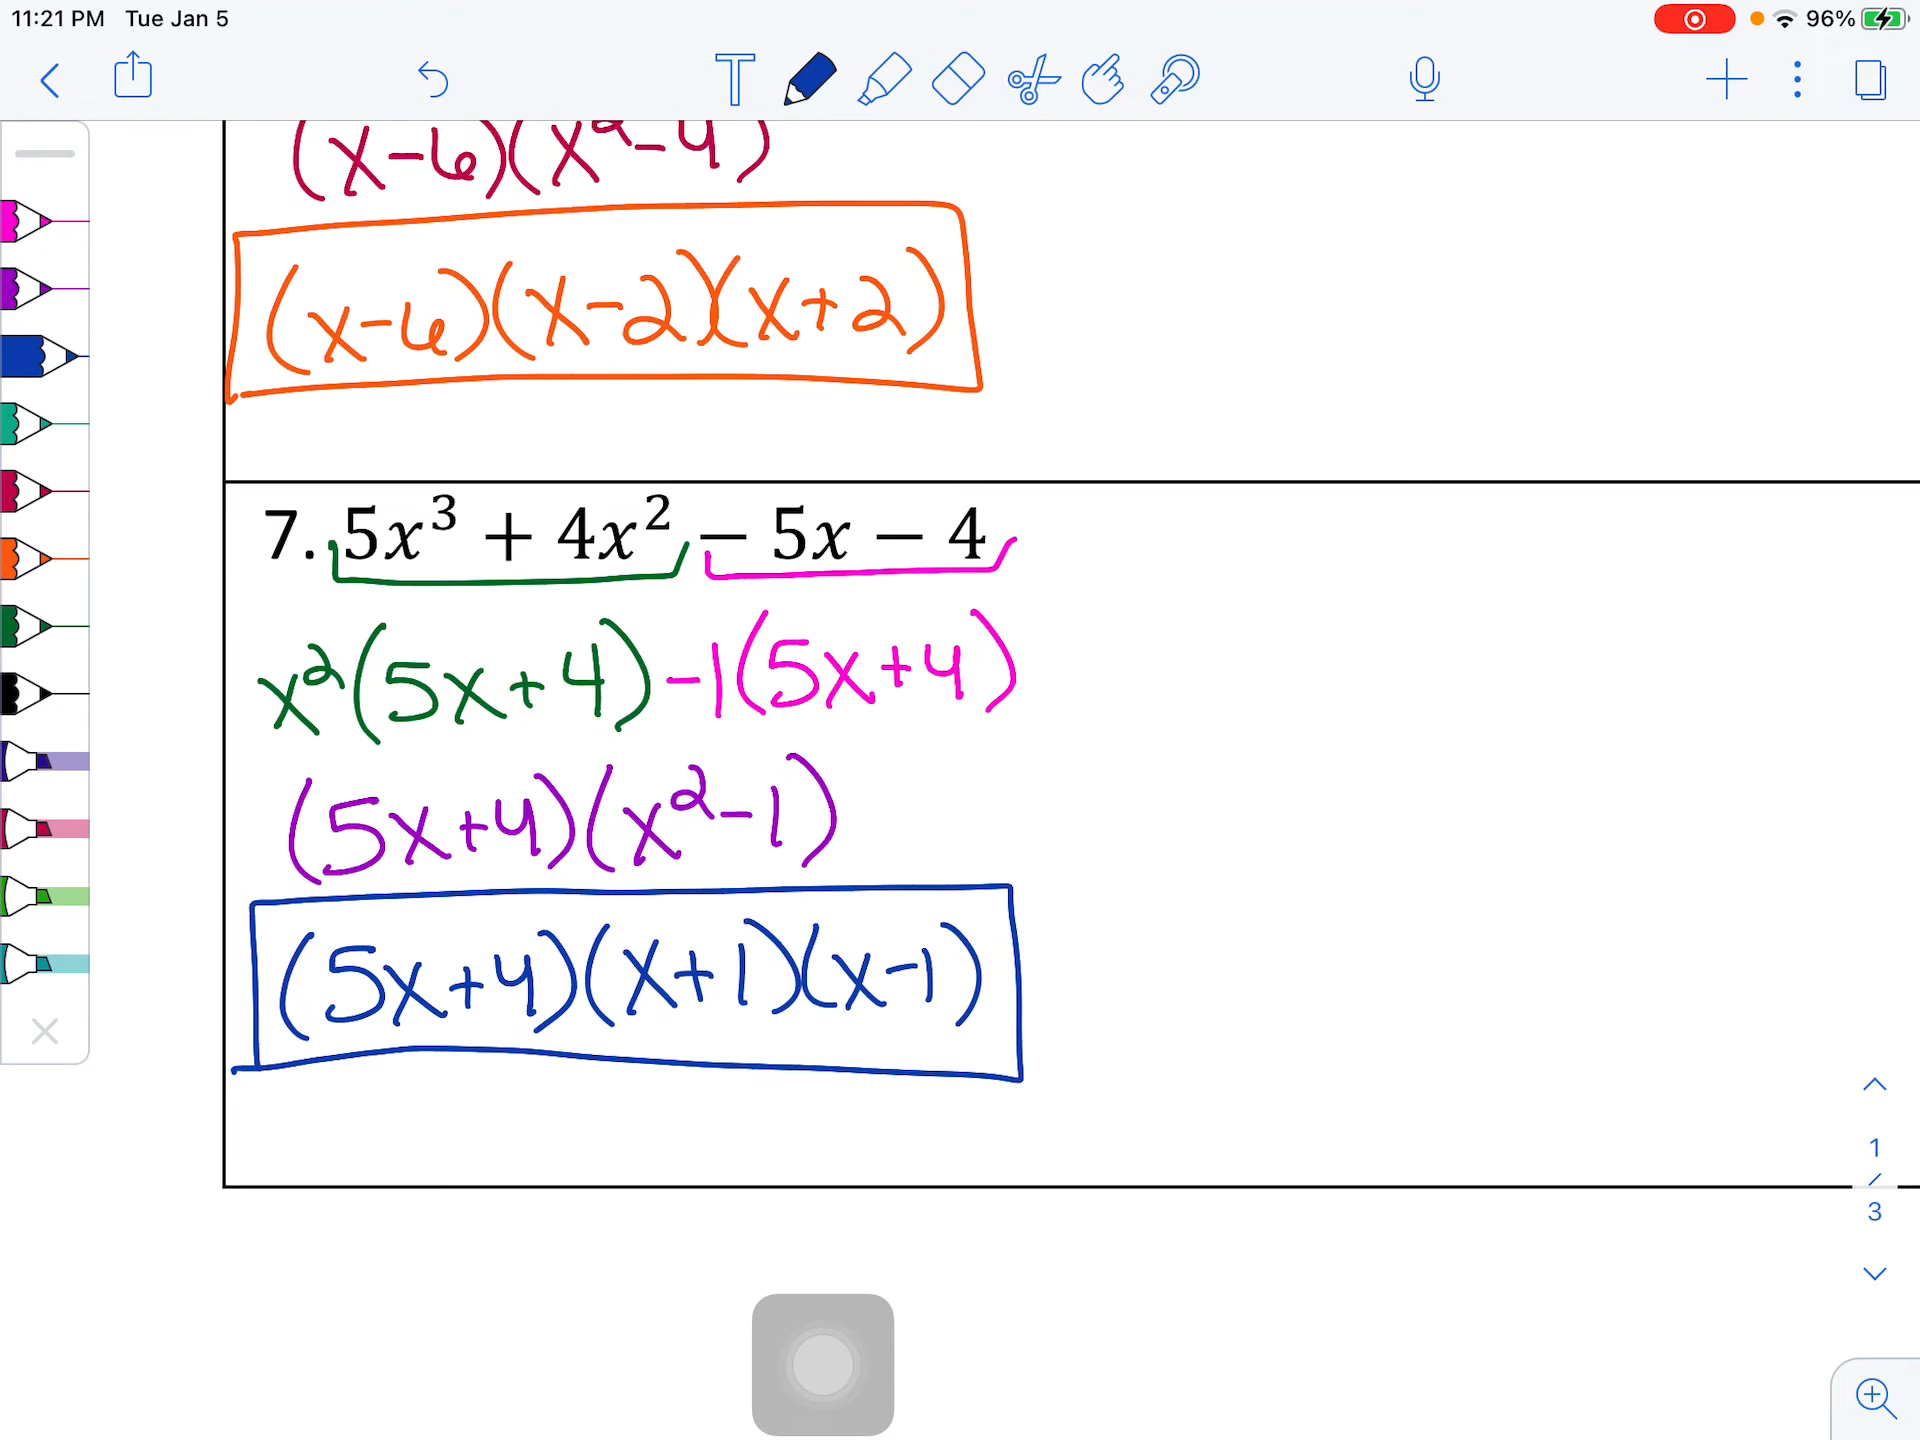 11:21 PM Tue Jan 5 96%
T
(x-6)(x²-4)
(x-6)(x-2)(x+2)
7. 5x³ + 4x² − 5x − 4
x²(5x+4)-1(5x+4)
(5x+4)(x²-1)
(5x+4)(x+1)(x-1)
1
/
3